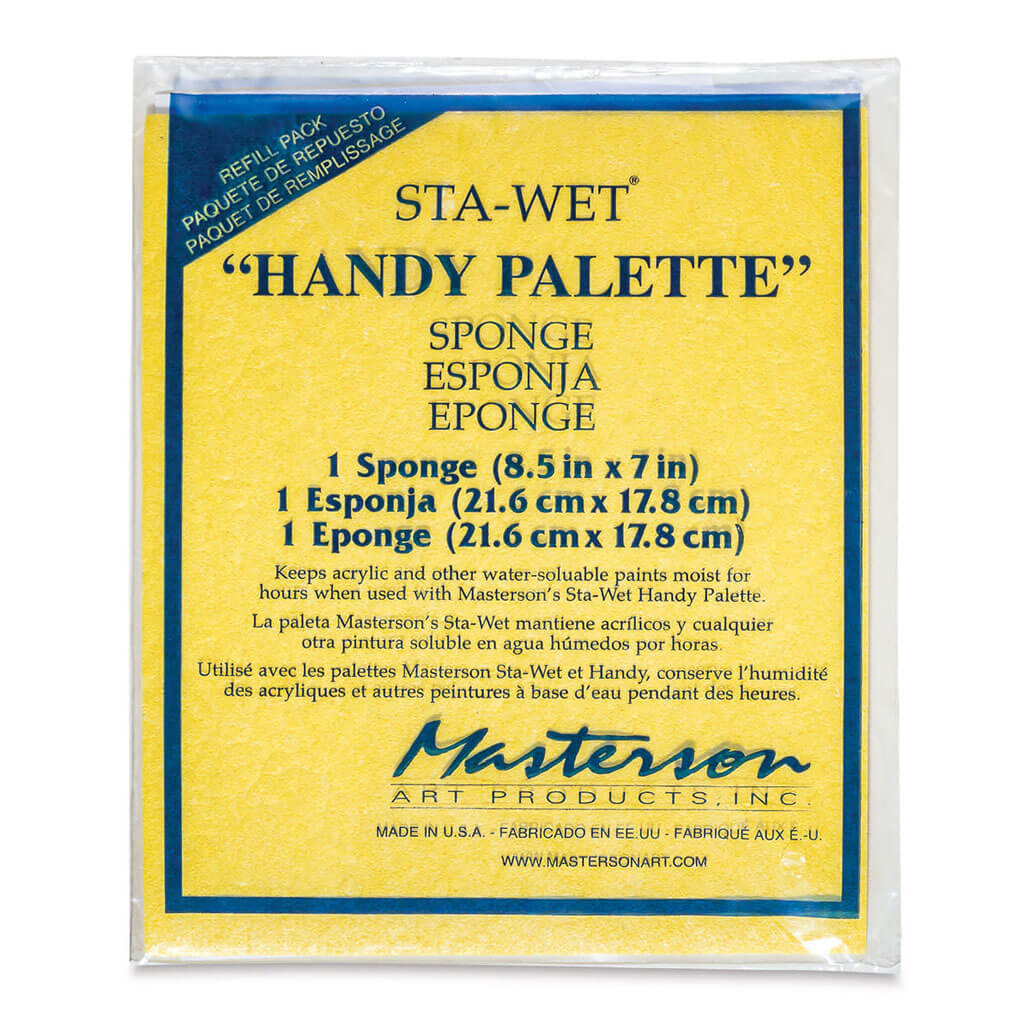 REFILL PACK
PAQUETE DE REPUESTO
PAQUET DE REMPLISSAGE
STA-WET®
“HANDY PALETTE”
SPONGE
ESPONJA
EPONGE
1 Sponge (8.5 in x 7 in)
1 Esponja (21.6 cm x 17.8 cm)
1 Eponge (21.6 cm x 17.8 cm)
Keeps acrylic and other water-soluable paints moist for
hours when used with Masterson's Sta-Wet Handy Palette.
La paleta Masterson's Sta-Wet mantiene acrílicos y cualquier
otra pintura soluble en agua húmedos por horas.
Utilisé avec les palettes Masterson Sta-Wet et Handy, conserve l'humidité
des acryliques et autres peintures à base d'eau pendant des heures.
Masterson
ART PRODUCTS, INC.
MADE IN U.S.A. - FABRICADO EN EE.UU - FABRIQUÉ AUX É.-U.
WWW.MASTERSONART.COM